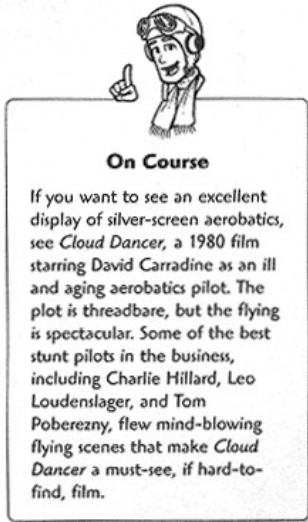 On Course
If you want to see an excellent
display of silver-screen aerobatics,
see Cloud Dancer, a 1980 film
starring David Carradine as an ill
and aging aerobatics pilot. The
plot is threadbare, but the flying
is spectacular. Some of the best
stunt pilots in the business,
including Charlie Hillard, Leo
Loudenslager, and Tom
Poberezny, flew mind-blowing
flying scenes that make Cloud
Dancer a must-see, if hard-to-
find, film.